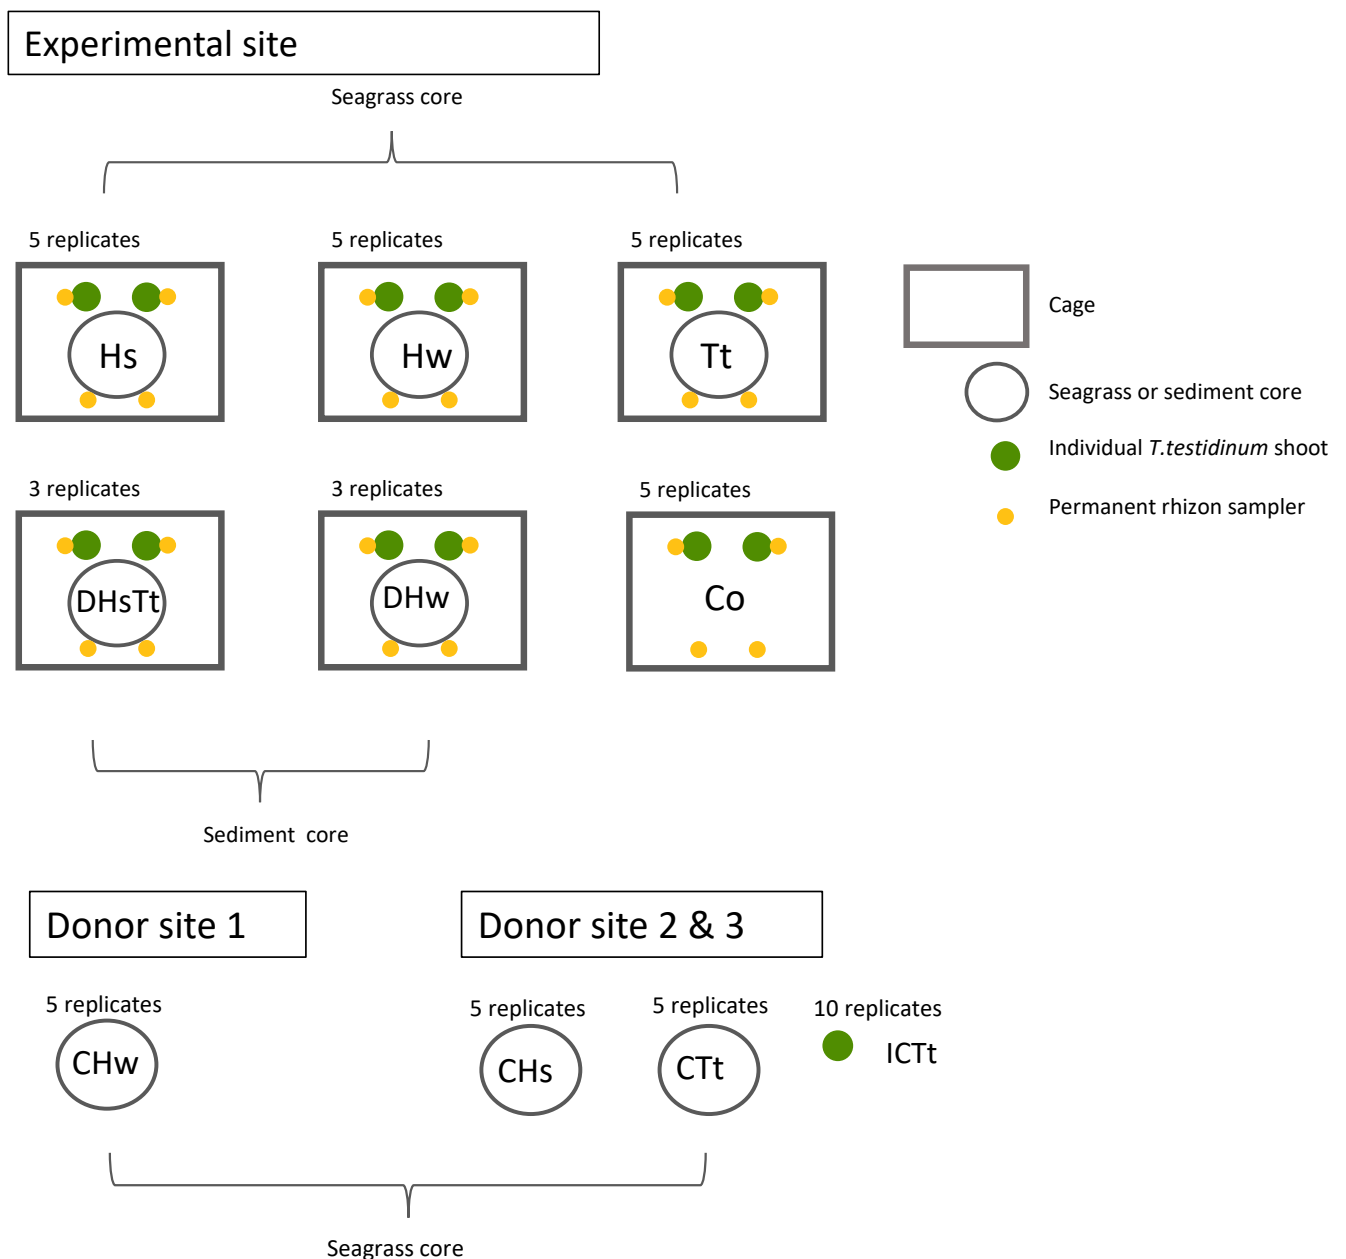 Experimental site
Seagrass core
5 replicates
5 replicates
5 replicates
Hs
Hw
Tt
Cage
Seagrass or sediment core
Individual T.testidinum shoot
Permanent rhizon sampler
3 replicates
3 replicates
5 replicates
DHsTt
DHw
Co
Sediment core
Donor site 1
Donor site 2 & 3
5 replicates
5 replicates
5 replicates
10 replicates
CHw
CHs
CTt
ICTt
Seagrass core